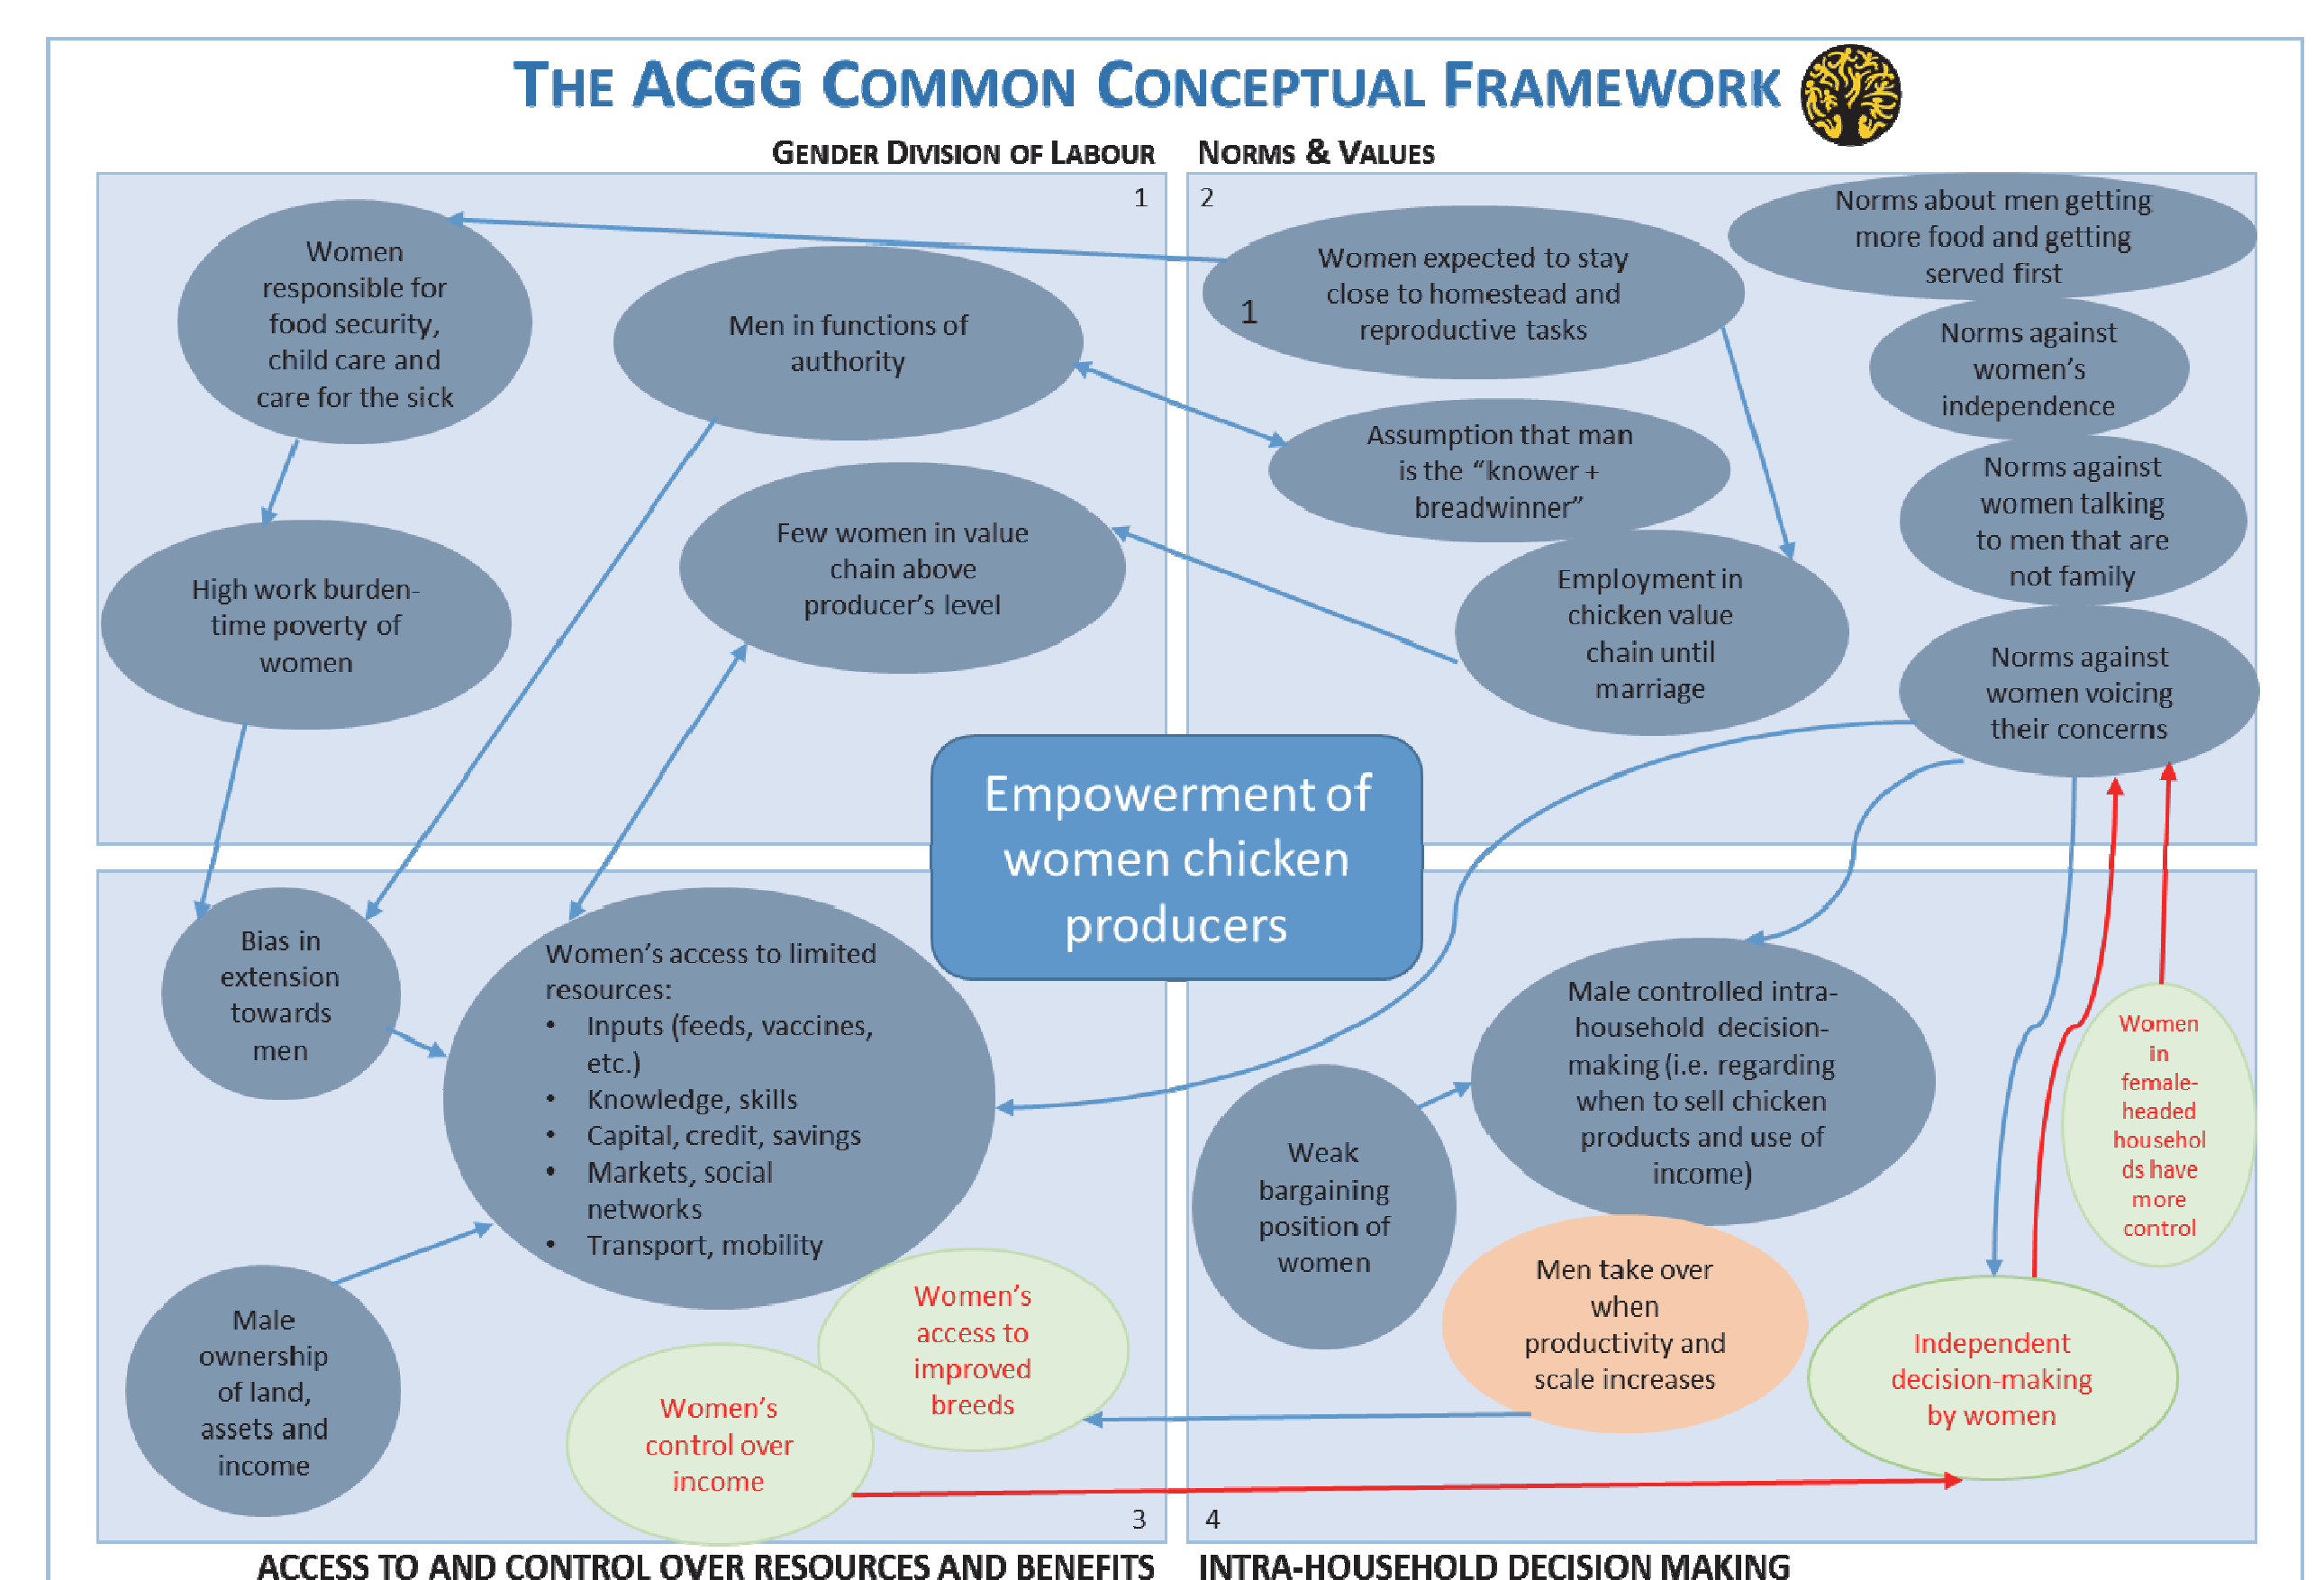 THE ACGG COMMON CONCEPTUAL FRAMEWORK
GENDER DIVISION OF LABOUR
NORMS & VALUES
1
Women
responsible for
food security,
child care and
care for the sick
Men in functions of
authority
High work burden-
time poverty of
women
Few women in value
chain above
producer's level
2
Women expected to stay
close to homestead and
reproductive tasks
1
Assumption that man
is the “knower +
breadwinner”
Employment in
chicken value
chain until
marriage
Norms about men getting
more food and getting
served first
Norms against
women's
independence
Norms against
women talking
to men that are
not family
Norms against
women voicing
their concerns
Empowerment of
women chicken
producers
Bias in
extension
towards
men
Women's access to limited
resources:
• Inputs (feeds, vaccines,
etc.)
• Knowledge, skills
• Capital, credit, savings
• Markets, social
networks
• Transport, mobility
Male
ownership
of land,
assets and
income
Women's
access to
improved
breeds
Women's
control over
income
3
Weak
bargaining
position of
women
Male controlled intra-
household decision-
making (i.e. regarding
when to sell chicken
products and use of
income)
Men take over
when
productivity and
scale increases
Women
in
female-
headed
househol
ds have
more
control
Independent
decision-making
by women
4
ACCESS TO AND CONTROL OVER RESOURCES AND BENEFITS
INTRA-HOUSEHOLD DECISION MAKING